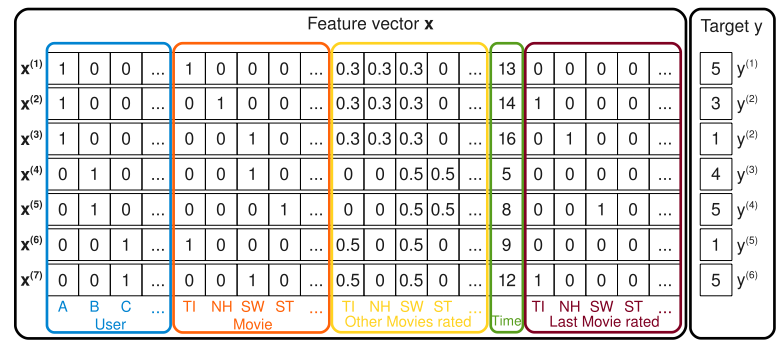 Feature vector x Target y
x(1) 1 0 0 ... 1 0 0 0 ... 0.3 0.3 0.3 0 ... 13 0 0 0 0 ... 5 y(1)
x(2) 1 0 0 ... 0 1 0 0 ... 0.3 0.3 0.3 0 ... 14 1 0 0 0 ... 3 y(2)
x(3) 1 0 0 ... 0 0 1 0 ... 0.3 0.3 0.3 0 ... 16 0 1 0 0 ... 1 y(2)
x(4) 0 1 0 ... 0 0 1 0 ... 0 0 0.5 0.5 ... 5 0 0 0 0 ... 4 y(3)
x(5) 0 1 0 ... 0 0 0 1 ... 0 0 0.5 0.5 ... 8 0 0 1 0 ... 5 y(4)
x(6) 0 0 1 ... 1 0 0 0 ... 0.5 0 0.5 0 ... 9 0 0 0 0 ... 1 y(5)
x(7) 0 0 1 ... 0 0 1 0 ... 0.5 0 0.5 0 ... 12 1 0 0 0 ... 5 y(6)
A B C ... TI NH SW ST ... TI NH SW ST ... TI NH SW ST ...
User Movie Other Movies rated Time Last Movie rated